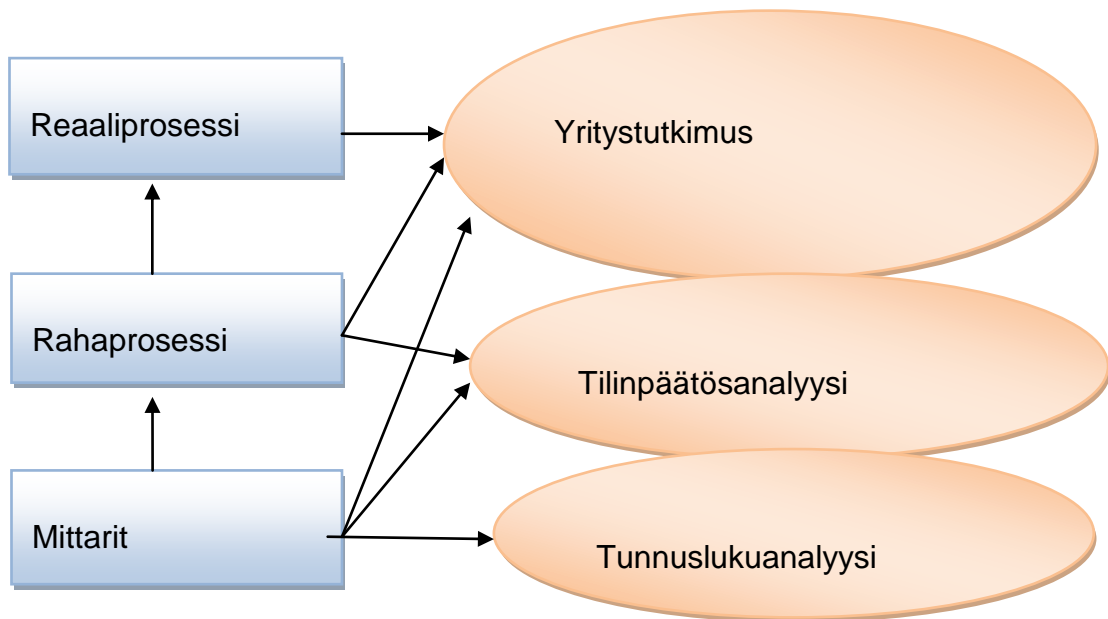 Reaaliprosessi
Yritystutkimus
Rahaprosessi
Tilinpäätösanalyysi
Mittarit
Tunnuslukuanalyysi